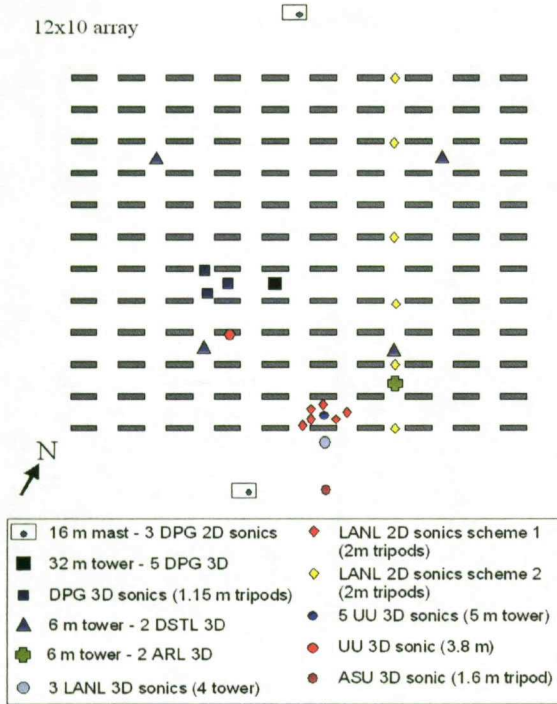 12x10 array
N
16 m mast - 3 DPG 2D sonics
32 m tower - 5 DPG 3D
DPG 3D sonics (1.15 m tripods)
6 m tower - 2 DSTL 3D
6 m tower - 2 ARL 3D
3 LANL 3D sonics (4 tower)
LANL 2D sonics scheme 1
(2m tripods)
LANL 2D sonics scheme 2
(2m tripods)
5 UU 3D sonics (5 m tower)
UU 3D sonic (3.8 m)
ASU 3D sonic (1.6 m tripod)